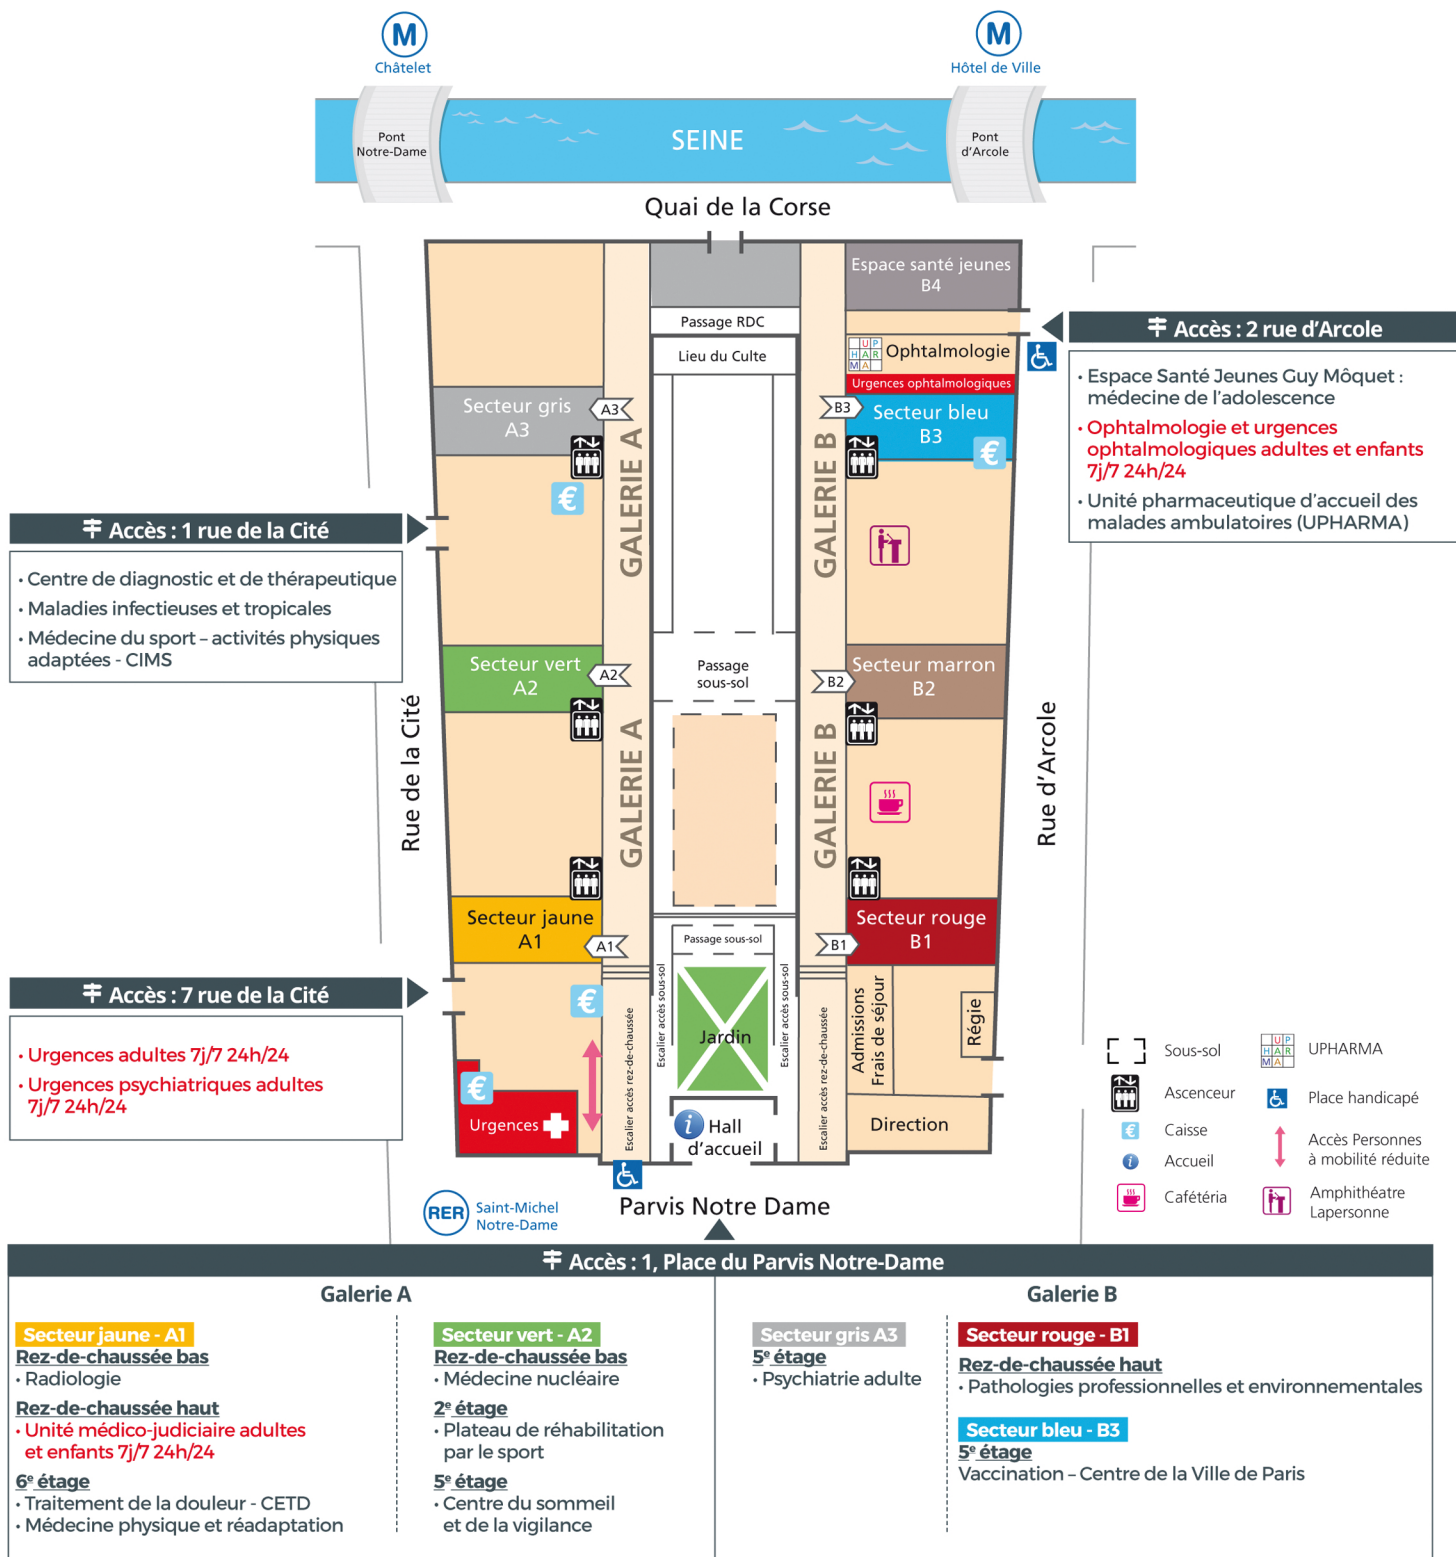 M
Châtelet
M
Hôtel de Ville
Pont
Notre-Dame
SEINE
Pont
d'Arcole
Quai de la Corse
Espace santé jeunes
B4
Passage RDC
Lieu du Culte
UPHARMA
Ophtalmologie
Urgences ophtalmologiques
Accès : 2 rue d'Arcole
• Espace Santé Jeunes Guy Môquet :
médecine de l'adolescence
• Ophtalmologie et urgences
ophtalmologiques adultes et enfants
7j/7 24h/24
• Unité pharmaceutique d'accueil des
malades ambulatoires (UPHARMA)
Secteur gris
A3
A3
B3
Secteur bleu
B3
€
€
GALERIE A
GALERIE B
Accès : 1 rue de la Cité
• Centre de diagnostic et de thérapeutique
• Maladies infectieuses et tropicales
• Médecine du sport – activités physiques
adaptées - CIMS
Secteur vert
A2
A2
Passage
sous-sol
B2
Secteur marron
B2
Rue de la Cité
GALERIE A
GALERIE B
Rue d'Arcole
Secteur jaune
A1
A1
Passage sous-sol
B1
Secteur rouge
B1
Accès : 7 rue de la Cité
• Urgences adultes 7j/7 24h/24
• Urgences psychiatriques adultes
7j/7 24h/24
€
€
Urgences
Escalier accès rez-de-chaussée
Escalier accès sous-sol
Jardin
Escalier accès sous-sol
Escalier accès rez-de-chaussée
Admissions
Frais de séjour
Régie
i
Hall
d'accueil
Direction
Sous-sol
Ascenceur
€
Caisse
i
Accueil
Cafétéria
UPHARMA
UPHARMA
Place handicapé
Accès Personnes
à mobilité réduite
Amphithéatre
Lapersonne
RER
Saint-Michel
Notre-Dame
Parvis Notre Dame
Accès : 1, Place du Parvis Notre-Dame
Galerie A
Secteur jaune - A1
Rez-de-chaussée bas
• Radiologie
Rez-de-chaussée haut
• Unité médico-judiciaire adultes
et enfants 7j/7 24h/24
6e étage
• Traitement de la douleur - CETD
• Médecine physique et réadaptation
Secteur vert - A2
Rez-de-chaussée bas
• Médecine nucléaire
2e étage
• Plateau de réhabilitation
par le sport
5e étage
• Centre du sommeil
et de la vigilance
Galerie B
Secteur gris A3
5e étage
• Psychiatrie adulte
Secteur rouge - B1
Rez-de-chaussée haut
• Pathologies professionnelles et environnementales
Secteur bleu - B3
5e étage
Vaccination – Centre de la Ville de Paris